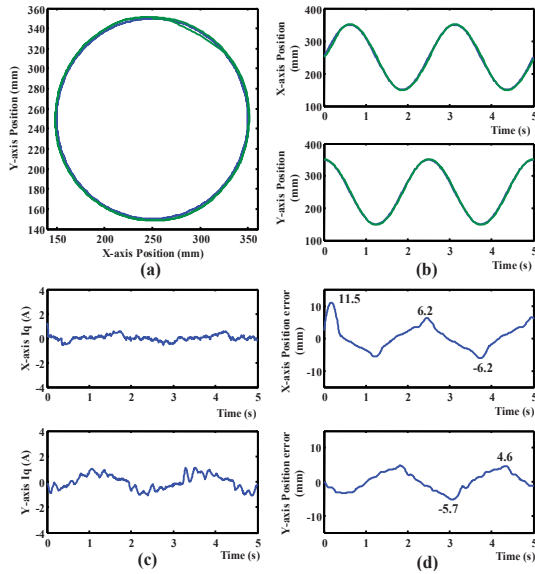 360
340
320
300
280
260
240
220
200
180
160
140
Y-axis Position (mm)
150
200
250
300
350
X-axis Position (mm)
(a)
400
300
200
100
X-axis Position
(mm)
0 1 2 3 4 5
Time (s)
400
300
200
100
Y-axis Position
(mm)
0 1 2 3 4 5
Time (s)
(b)
4
2
0
-2
-4
X-axis Iq (A)
0 1 2 3 4 5
Time (s)
4
2
0
-2
-4
Y-axis Iq (A)
0 1 2 3 4 5
Time (s)
(c)
10
0
-10
X-axis Position error
(mm)
11.5
6.2
-6.2
0 1 2 3 4 5
Time (s)
10
0
-10
Y-axis Position error
(mm)
4.6
-5.7
0 1 2 3 4 5
Time (s)
(d)